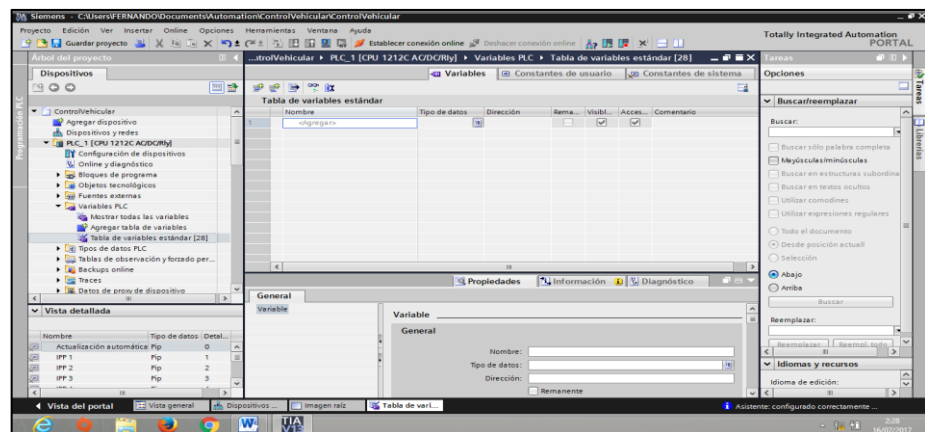 Siemens - C:\Users\FERNANDO\Documents\Automation\ControlVehicular\ControlVehicular
Proyecto Edición Ver Insertar Online Opciones Herramientas Ventana Ayuda
Totally Integrated Automation
PORTAL
Guardar proyecto
Establecer conexión online
Deshacer conexión online
Árbol del proyecto
...trolVehicular ▸ PLC_1 [CPU 1212C AC/DC/Rly] ▸ Variables PLC ▸ Tabla de variables estándar [28]
Tareas
Dispositivos
Variables
Constantes de usuario
Constantes de sistema
Opciones
Programación PLC
ControlVehicular
Agregar dispositivo
Dispositivos y redes
PLC_1 [CPU 1212C AC/DC/Rly]
Configuración de dispositivos
Online y diagnóstico
Bloques de programa
Objetos tecnológicos
Fuentes externas
Variables PLC
Mostrar todas las variables
Agregar tabla de variables
Tabla de variables estándar [28]
Tipos de datos PLC
Tablas de observación y forzado per...
Backups online
Traces
Datos de proxy de dispositivo
Vista detallada
Nombre Tipo de datos Detal...
Actualización automática Pip 0
IPP 1 Pip 1
IPP 2 Pip 2
IPP 3 Pip 3
Tabla de variables estándar
Nombre Tipo de datos Dirección Rema... Visibl... Acces... Comentario
1 <Agregar>
Propiedades
Información
Diagnóstico
General
Variable
Variable
General
Nombre:
Tipo de datos:
Dirección:
Remanente
Buscar/reemplazar
Buscar:
Buscar sólo palabra completa
Mayúsculas/minúsculas
Buscar en estructuras subordina
Buscar en textos ocultos
Utilizar comodines
Utilizar expresiones regulares
Todo el documento
Desde posición actuall
Selección
Abajo
Arriba
Buscar
Reemplazar:
Reemplazar
Reempl. todo
Idiomas y recursos
Idioma de edición:
Tareas
Librerías
Vista del portal
Vista general
Dispositivos ...
Imagen raíz
Tabla de vari...
Asistente: configurado correctamente ...
TIA
V13
2:28
16/07/2017